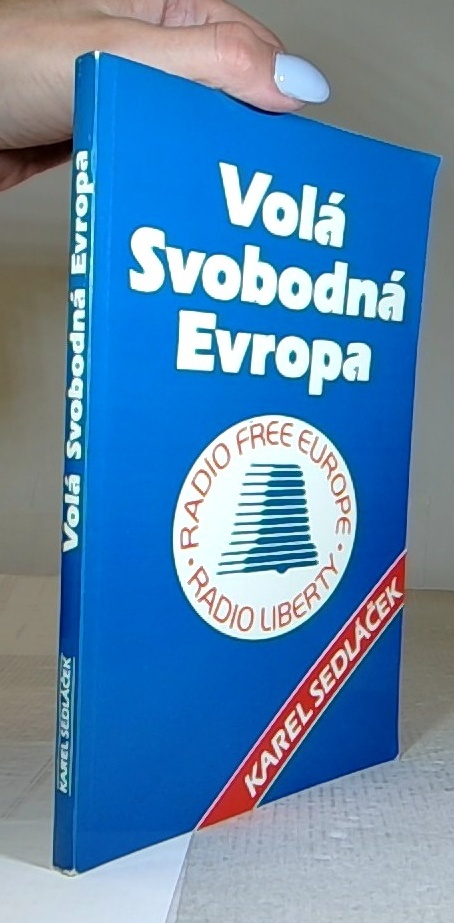 Volá
Svobodná
Evropa
RADIO FREE EUROPE
· RADIO LIBERTY ·
KAREL SEDLÁČEK
Volá Svobodná Evropa
KAREL SEDLÁČEK